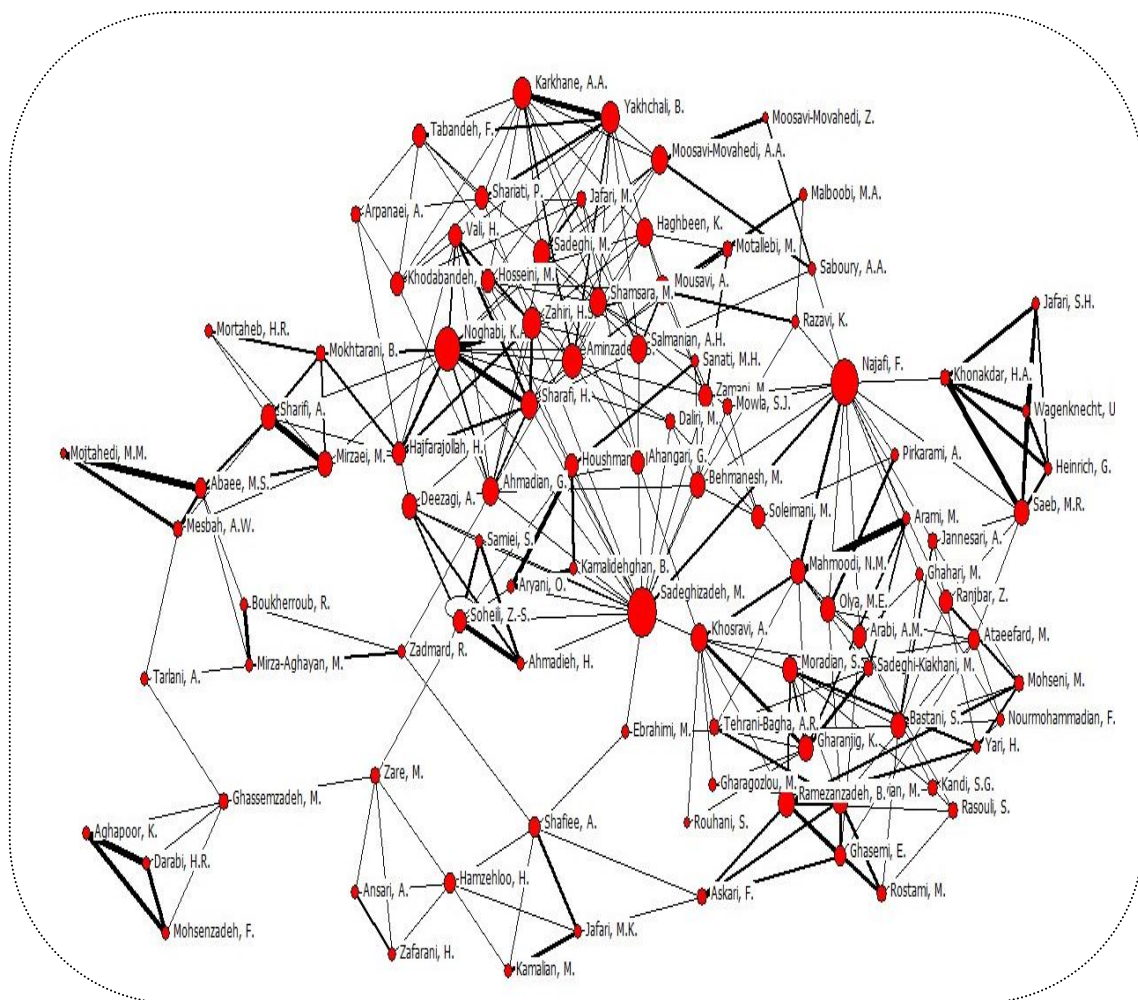 Karkhane, A.A.
Yakhchali, B.
Moosavi-Movahedi, Z.
Tabandeh, F.
Moosavi-Movahedi, A.A.
Shariati, P.
Jafari, M.
Malboobi, M.A.
Arpanaei, A.
Vali, H.
Haghbeen, K.
Sadeghi, M.
Motallebi, M.
Saboury, A.A.
Khodabandeh,
Hosseini, M.
Mousavi, A.
Shamsara, M.
Jafari, S.H.
Zahiri, H.S.
Razavi, K.
Mortaheb, H.R.
Noghabi, K.A.
Salmanian, A.H.
Mokhtarani, B.
Aminzade
Sanati, M.H.
Najafi, F.
Khonakdar, H.A.
Zamani, M.
Sharafi, H.
Mowla, S.J.
Wagenknecht, U
Sharifi, A.
Daliri, M.
Mojtahedi, M.M.
Hajfarajollah, H.
Mirzaei, M.
Houshman
Ahangari, G.
Pirkarami, A.
Heinrich, G.
Abaee, M.S.
Ahmadian, G.
Behmanesh, M.
Deezagi, A.
Saeb, M.R.
Mesbah, A.W.
Soleimani, M.
Arami, M.
Samiei, S.
Jannesari, A.
Kamalidehghan, B.
Mahmoodi, N.M.
Ghahari, M.
Aryani, O.
Sadeghizadeh, M.
Boukherroub, R.
Olya, M.E.
Ranjbar, Z.
Soheili, Z.-S.
Khosravi, A.
Arabi, A.M.
Ataeefard, M.
Zadmard, R.
Mirza-Aghayan, M.
Ahmadieh, H.
Moradian, S.
Sadeghi-Kiakhani, M.
Tarlani, A.
Mohseni, M.
Ebrahimi, M.
Tehrani-Bagha, A.R.
Bastani, S.
Nourmohammadian, F.
Gharanjig, K.
Yari, H.
Zare, M.
Gharagozlou, M.
Kandi, S.G.
Ghassemzadeh, M.
Ramezanzadeh, B.
ian, M.
Rasouli, S.
Aghapoor, K.
Shafiee, A.
Rouhani, S.
Darabi, H.R.
Ghasemi, E.
Ansari, A.
Hamzehloo, H.
Askari, F.
Rostami, M.
Mohsenzadeh, F.
Jafari, M.K.
Zafarani, H.
Kamalian, M.